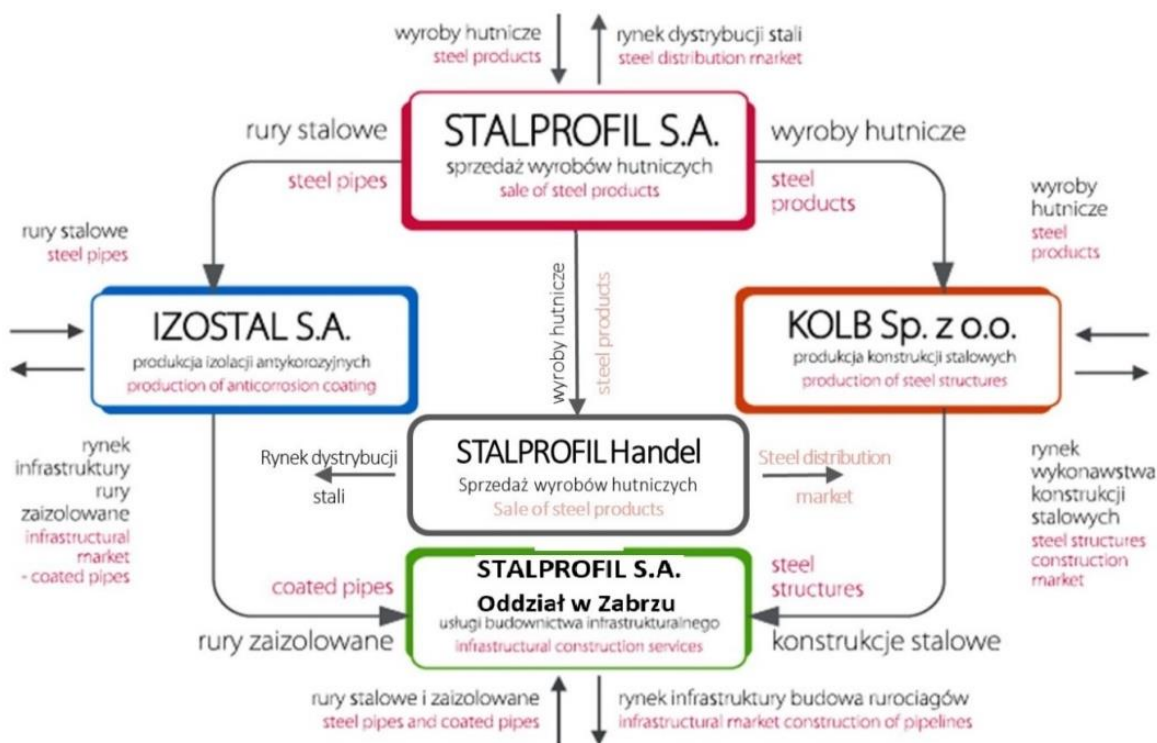 wyroby hutnicze
steel products
rynek dystrybucji stali
steel distribution market
STALPROFIL S.A.
sprzedaż wyrobów hutniczych
sale of steel products
rury stalowe
steel pipes
wyroby hutnicze
steel
products
rury stalowe
steel pipes
wyroby
hutnicze
steel
products
IZOSTAL S.A.
produkcja izolacji antykorozyjnych
production of anticorrosion coating
wyroby hutnicze
steel products
KOLB Sp. z o.o.
produkcja konstrukcji stalowych
production of steel structures
rynek
infrastruktury
rury
zaizolowane
infrastructural
market
- coated pipes
Rynek dystrybucji
stali
STALPROFIL Handel
Sprzedaż wyrobów hutniczych
Sale of steel products
Steel distribution
market
rynek
wykonawstwa
konstrukcji
stalowych
steel structures
construction
market
coated pipes
rury zaizolowane
STALPROFIL S.A.
Oddział w Zabrzu
usługi budownictwa infrastrukturalnego
infrastructural construction services
steel
structures
konstrukcje stalowe
rury stalowe i zaizolowane
steel pipes and coated pipes
rynek infrastruktury budowa rurociągów
infrastructural market construction of pipelines